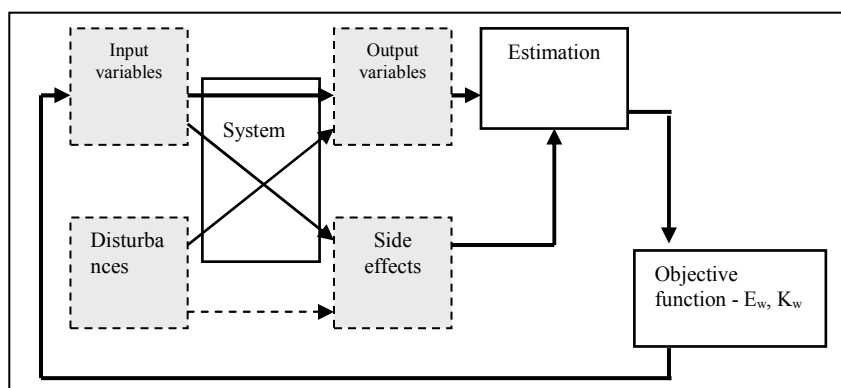 Input
variables
Output
variables
Estimation
System
Disturba
nces
Side
effects
Objective
function - Ew, Kw